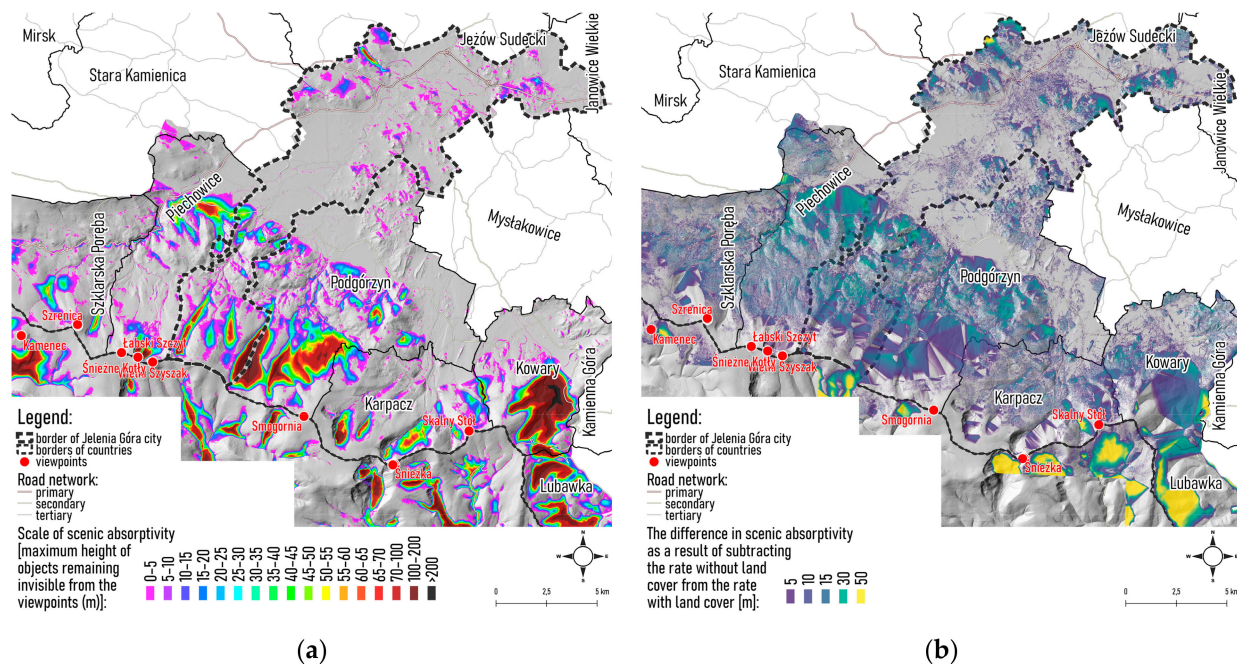 Mirsk
Stara Kamienica
Jeżów Sudecki
Janowice Wielkie
Piechowice
Szklarska Poręba
Mysłakowice
Podgórzyn
Szrenica
Kamenec
Łabski Szczyt
Śnieżne Kotły
Wielki Szyszak
Smogornia
Karpacz
Skalny Stół
Śnieżka
Kowary
Kamienna Góra
Lubawka
Legend:
border of Jelenia Góra city
borders of countries
viewpoints
Road network:
primary
secondary
tertiary
Scale of scenic absorptivity
[maximum height of
objects remaining
invisible from the
viewpoints (m)]:
0–5
5–10
10–15
15–20
20–25
25–30
30–35
35–40
40–45
45–50
50–55
55–60
60–65
65–70
70–100
100–200
>200
N
W E
S
0 2.5 5 km
(a)
Jeżów Sudecki
Stara Kamienica
Mirsk
Janowice Wielkie
Piechowice
Szklarska Poręba
Mysłakowice
Podgórzyn
Szrenica
Kamenec
Łabski Szczyt
Śnieżne Kotły
Wielki Szyszak
Smogornia
Karpacz
Skalny Stół
Śnieżka
Kowary
Kamienna Góra
Lubawka
Legend:
border of Jelenia Góra city
borders of countries
viewpoints
Road network:
primary
secondary
tertiary
The difference in scenic absorptivity
as a result of subtracting
the rate without land
cover from the rate
with land cover [m]:
5
10
15
30
50
N
W E
S
0 2.5 5 km
(b)